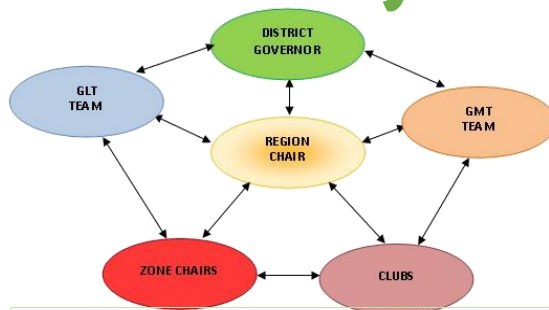 DISTRICT
GOVERNOR
GLT
TEAM
GMT
TEAM
REGION
CHAIR
ZONE CHAIRS
CLUBS